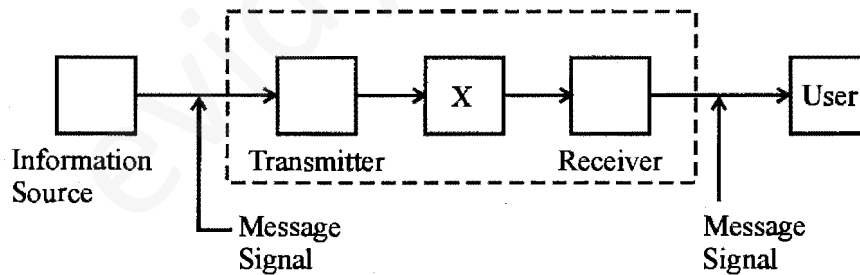 X
User
Information
Source
Transmitter
Receiver
Message
Signal
Message
Signal